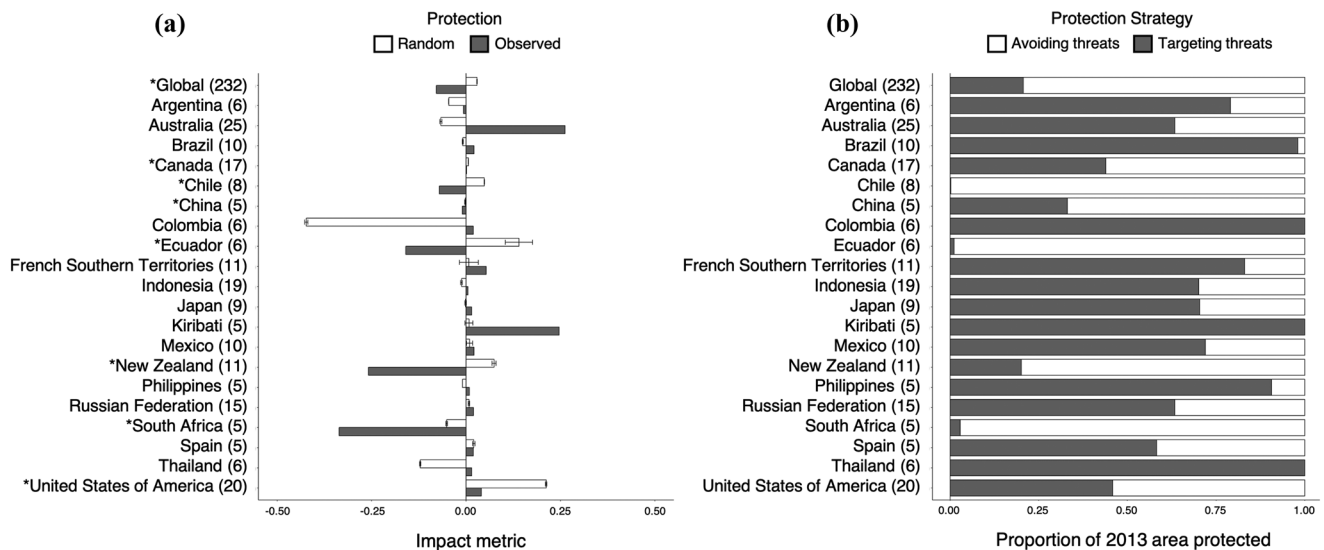 (a)
Protection
Random Observed
*Global (232)
Argentina (6)
Australia (25)
Brazil (10)
*Canada (17)
*Chile (8)
*China (5)
Colombia (6)
*Ecuador (6)
French Southern Territories (11)
Indonesia (19)
Japan (9)
Kiribati (5)
Mexico (10)
*New Zealand (11)
Philippines (5)
Russian Federation (15)
*South Africa (5)
Spain (5)
Thailand (6)
*United States of America (20)
-0.50 -0.25 0.00 0.25 0.50
Impact metric
(b)
Protection Strategy
Avoiding threats Targeting threats
Global (232)
Argentina (6)
Australia (25)
Brazil (10)
Canada (17)
Chile (8)
China (5)
Colombia (6)
Ecuador (6)
French Southern Territories (11)
Indonesia (19)
Japan (9)
Kiribati (5)
Mexico (10)
New Zealand (11)
Philippines (5)
Russian Federation (15)
South Africa (5)
Spain (5)
Thailand (6)
United States of America (20)
0.00 0.25 0.50 0.75 1.00
Proportion of 2013 area protected